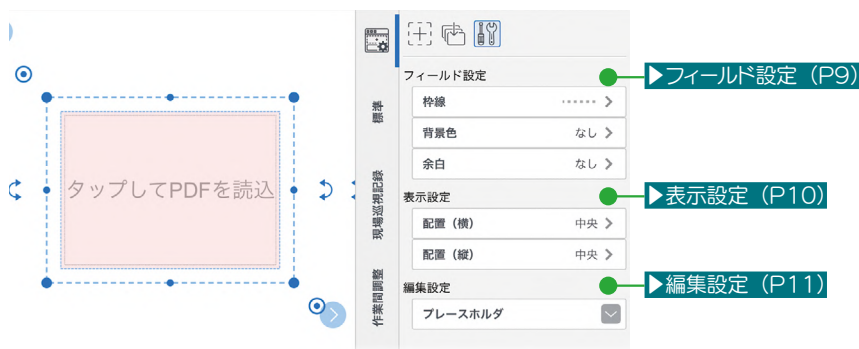 タップしてPDFを読込
標準
現場巡視記録
作業間調整
フィールド設定
枠線
背景色 なし
余白 なし
表示設定
配置（横） 中央
配置（縦） 中央
編集設定
プレースホルダ
▶フィールド設定（P9）
▶表示設定（P10）
▶編集設定（P11）